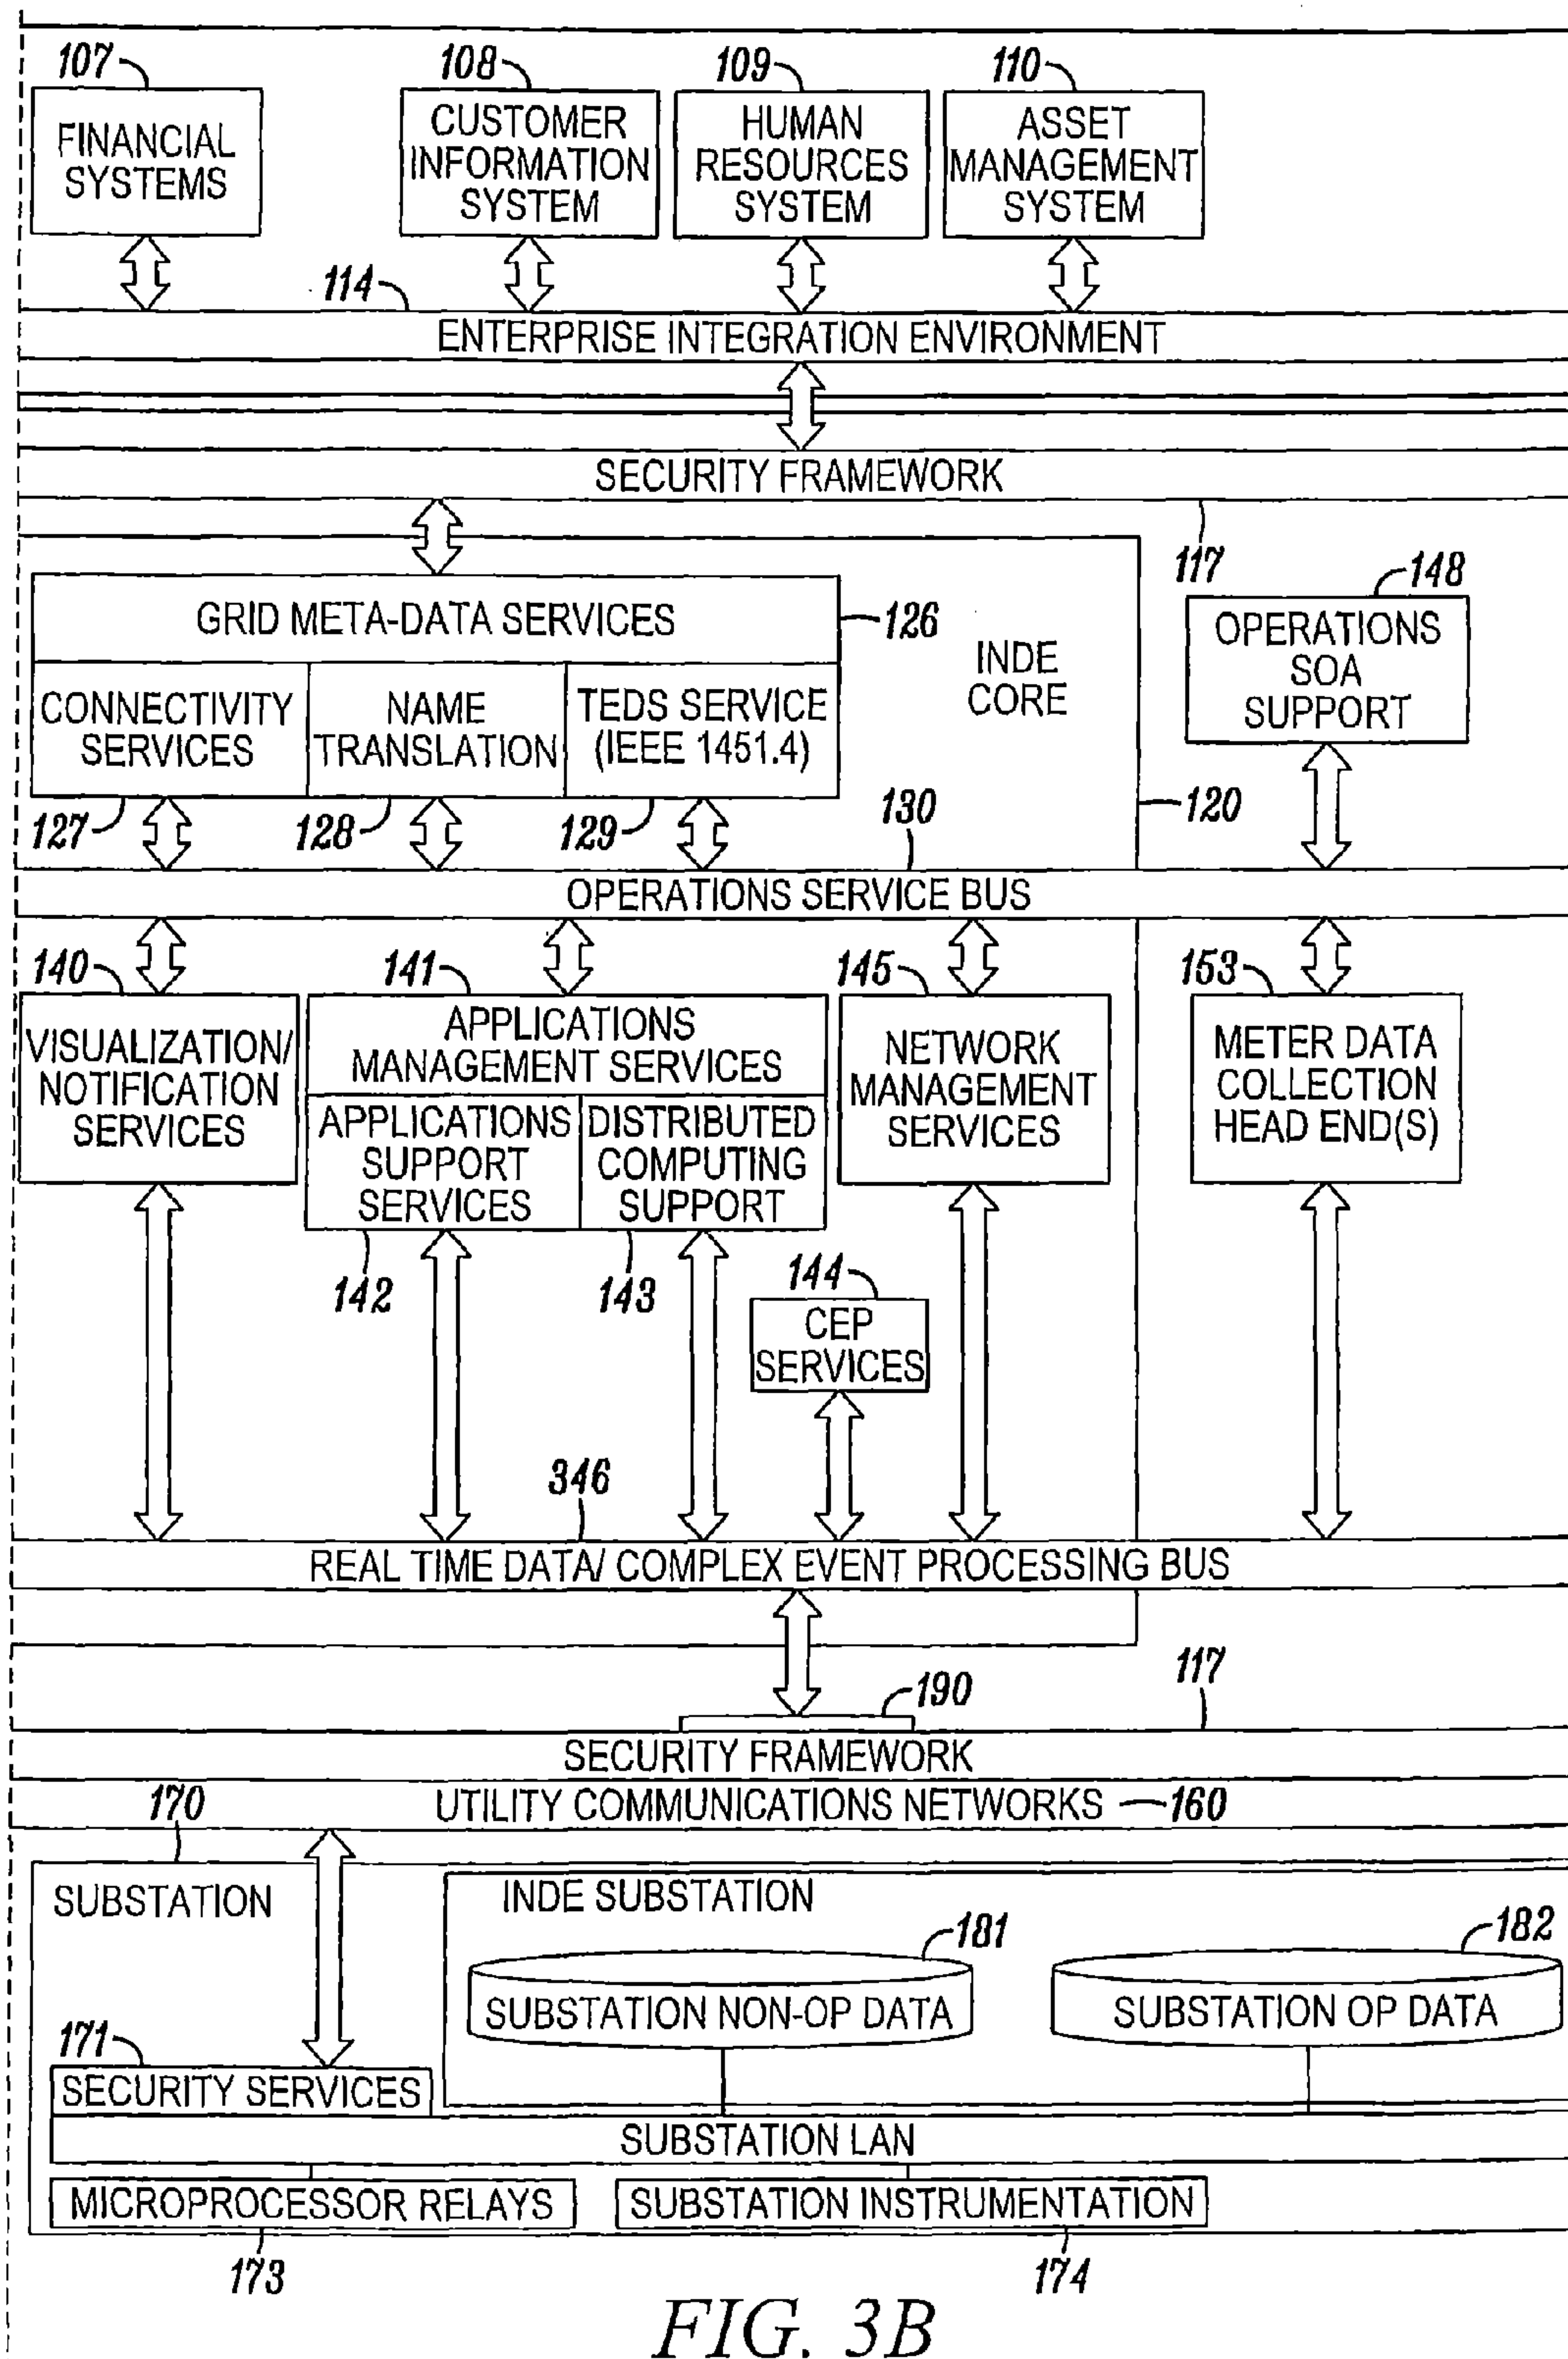 107
108
109
110
FINANCIAL
SYSTEMS
CUSTOMER
INFORMATION
SYSTEM
HUMAN
RESOURCES
SYSTEM
ASSET
MANAGEMENT
SYSTEM
114
ENTERPRISE INTEGRATION ENVIRONMENT
SECURITY FRAMEWORK
117
148
GRID META-DATA SERVICES
126
CONNECTIVITY
SERVICES
NAME
TRANSLATION
TEDS SERVICE
(IEEE 1451.4)
INDE
CORE
OPERATIONS
SOA
SUPPORT
127
128
129
130
120
OPERATIONS SERVICE BUS
140
141
145
153
VISUALIZATION/
NOTIFICATION
SERVICES
APPLICATIONS
MANAGEMENT SERVICES
APPLICATIONS
SUPPORT
SERVICES
DISTRIBUTED
COMPUTING
SUPPORT
NETWORK
MANAGEMENT
SERVICES
METER DATA
COLLECTION
HEAD END(S)
142
143
144
CEP
SERVICES
346
REAL TIME DATA/ COMPLEX EVENT PROCESSING BUS
190
117
SECURITY FRAMEWORK
170
UTILITY COMMUNICATIONS NETWORKS 160
SUBSTATION
INDE SUBSTATION
181
182
SUBSTATION NON-OP DATA
SUBSTATION OP DATA
171
SECURITY SERVICES
SUBSTATION LAN
MICROPROCESSOR RELAYS
SUBSTATION INSTRUMENTATION
173
174
FIG. 3B